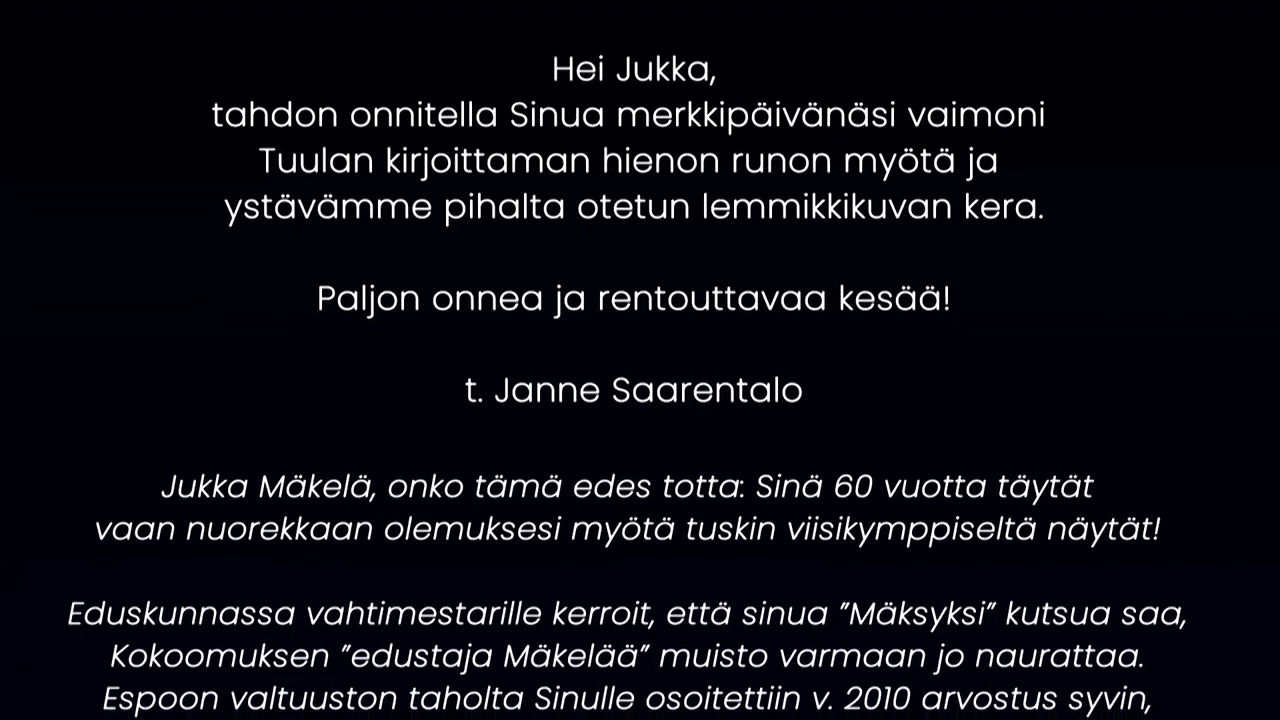 Hei Jukka,
tahdon onnitella Sinua merkkipäivänäsi vaimoni
Tuulan kirjoittaman hienon runon myötä ja
ystävämme pihalta otetun lemmikkikuvan kera.
Paljon onnea ja rentouttavaa kesää!
t. Janne Saarentalo
Jukka Mäkelä, onko tämä edes totta: Sinä 60 vuotta täytät
vaan nuorekkaan olemuksesi myötä tuskin viisikymppiseltä näytät!
Eduskunnassa vahtimestarille kerroit, että sinua ”Mäksyksi” kutsua saa,
Kokoomuksen ”edustaja Mäkelää” muisto varmaan jo naurattaa.
Espoon valtuuston taholta Sinulle osoitettiin v. 2010 arvostus syvin,